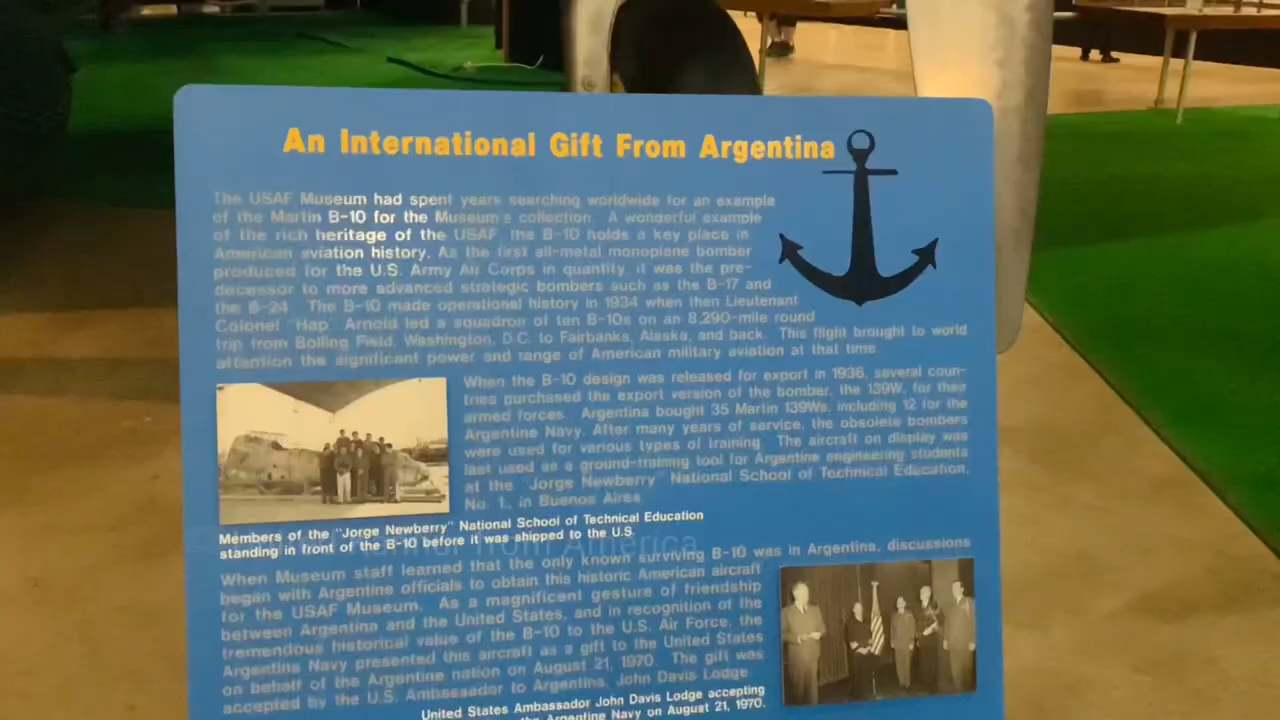 An International Gift From Argentina
The USAF Museum had spent years searching worldwide for an example
of the Martin B-10 for the Museum's collection. A wonderful example
of the rich heritage of the USAF, the B-10 holds a key place in
American aviation history. As the first all-metal monoplane bomber
produced for the U.S. Army Air Corps in quantity, it was the pre-
decessor to more advanced strategic bombers such as the B-17 and
the B-24. The B-10 made operational history in 1934 when then Lieutenant
Colonel "Hap" Arnold led a squadron of ten B-10s on an 8,290-mile round
trip from Bolling Field, Washington, D.C. to Fairbanks, Alaska, and back. This flight brought to world
attention the significant power and range of American military aviation at that time.
When the B-10 design was released for export in 1936, several coun-
tries purchased the export version of the bomber, the 139W, for their
armed forces. Argentina bought 35 Martin 139Ws, including 12 for the
Argentine Navy. After many years of service, the obsolete bombers
were used for various types of training. The aircraft on display was
last used as a ground-training tool for Argentine engineering students
at the "Jorge Newberry" National School of Technical Education,
No. 1., in Buenos Aires.
Members of the "Jorge Newberry" National School of Technical Education
standing in front of the B-10 before it was shipped to the U.S.
from America
When Museum staff learned that the only known surviving B-10 was in Argentina, discussions
began with Argentine officials to obtain this historic American aircraft
for the USAF Museum. As a magnificent gesture of friendship
between Argentina and the United States, and in recognition of the
tremendous historical value of the B-10 to the U.S. Air Force, the
Argentine Navy presented this aircraft as a gift to the United States
on behalf of the Argentine nation on August 21, 1970. The gift was
accepted by the U.S. Ambassador to Argentina, John Davis Lodge.
United States Ambassador John Davis Lodge accepting
the Argentine Navy on August 21, 1970.